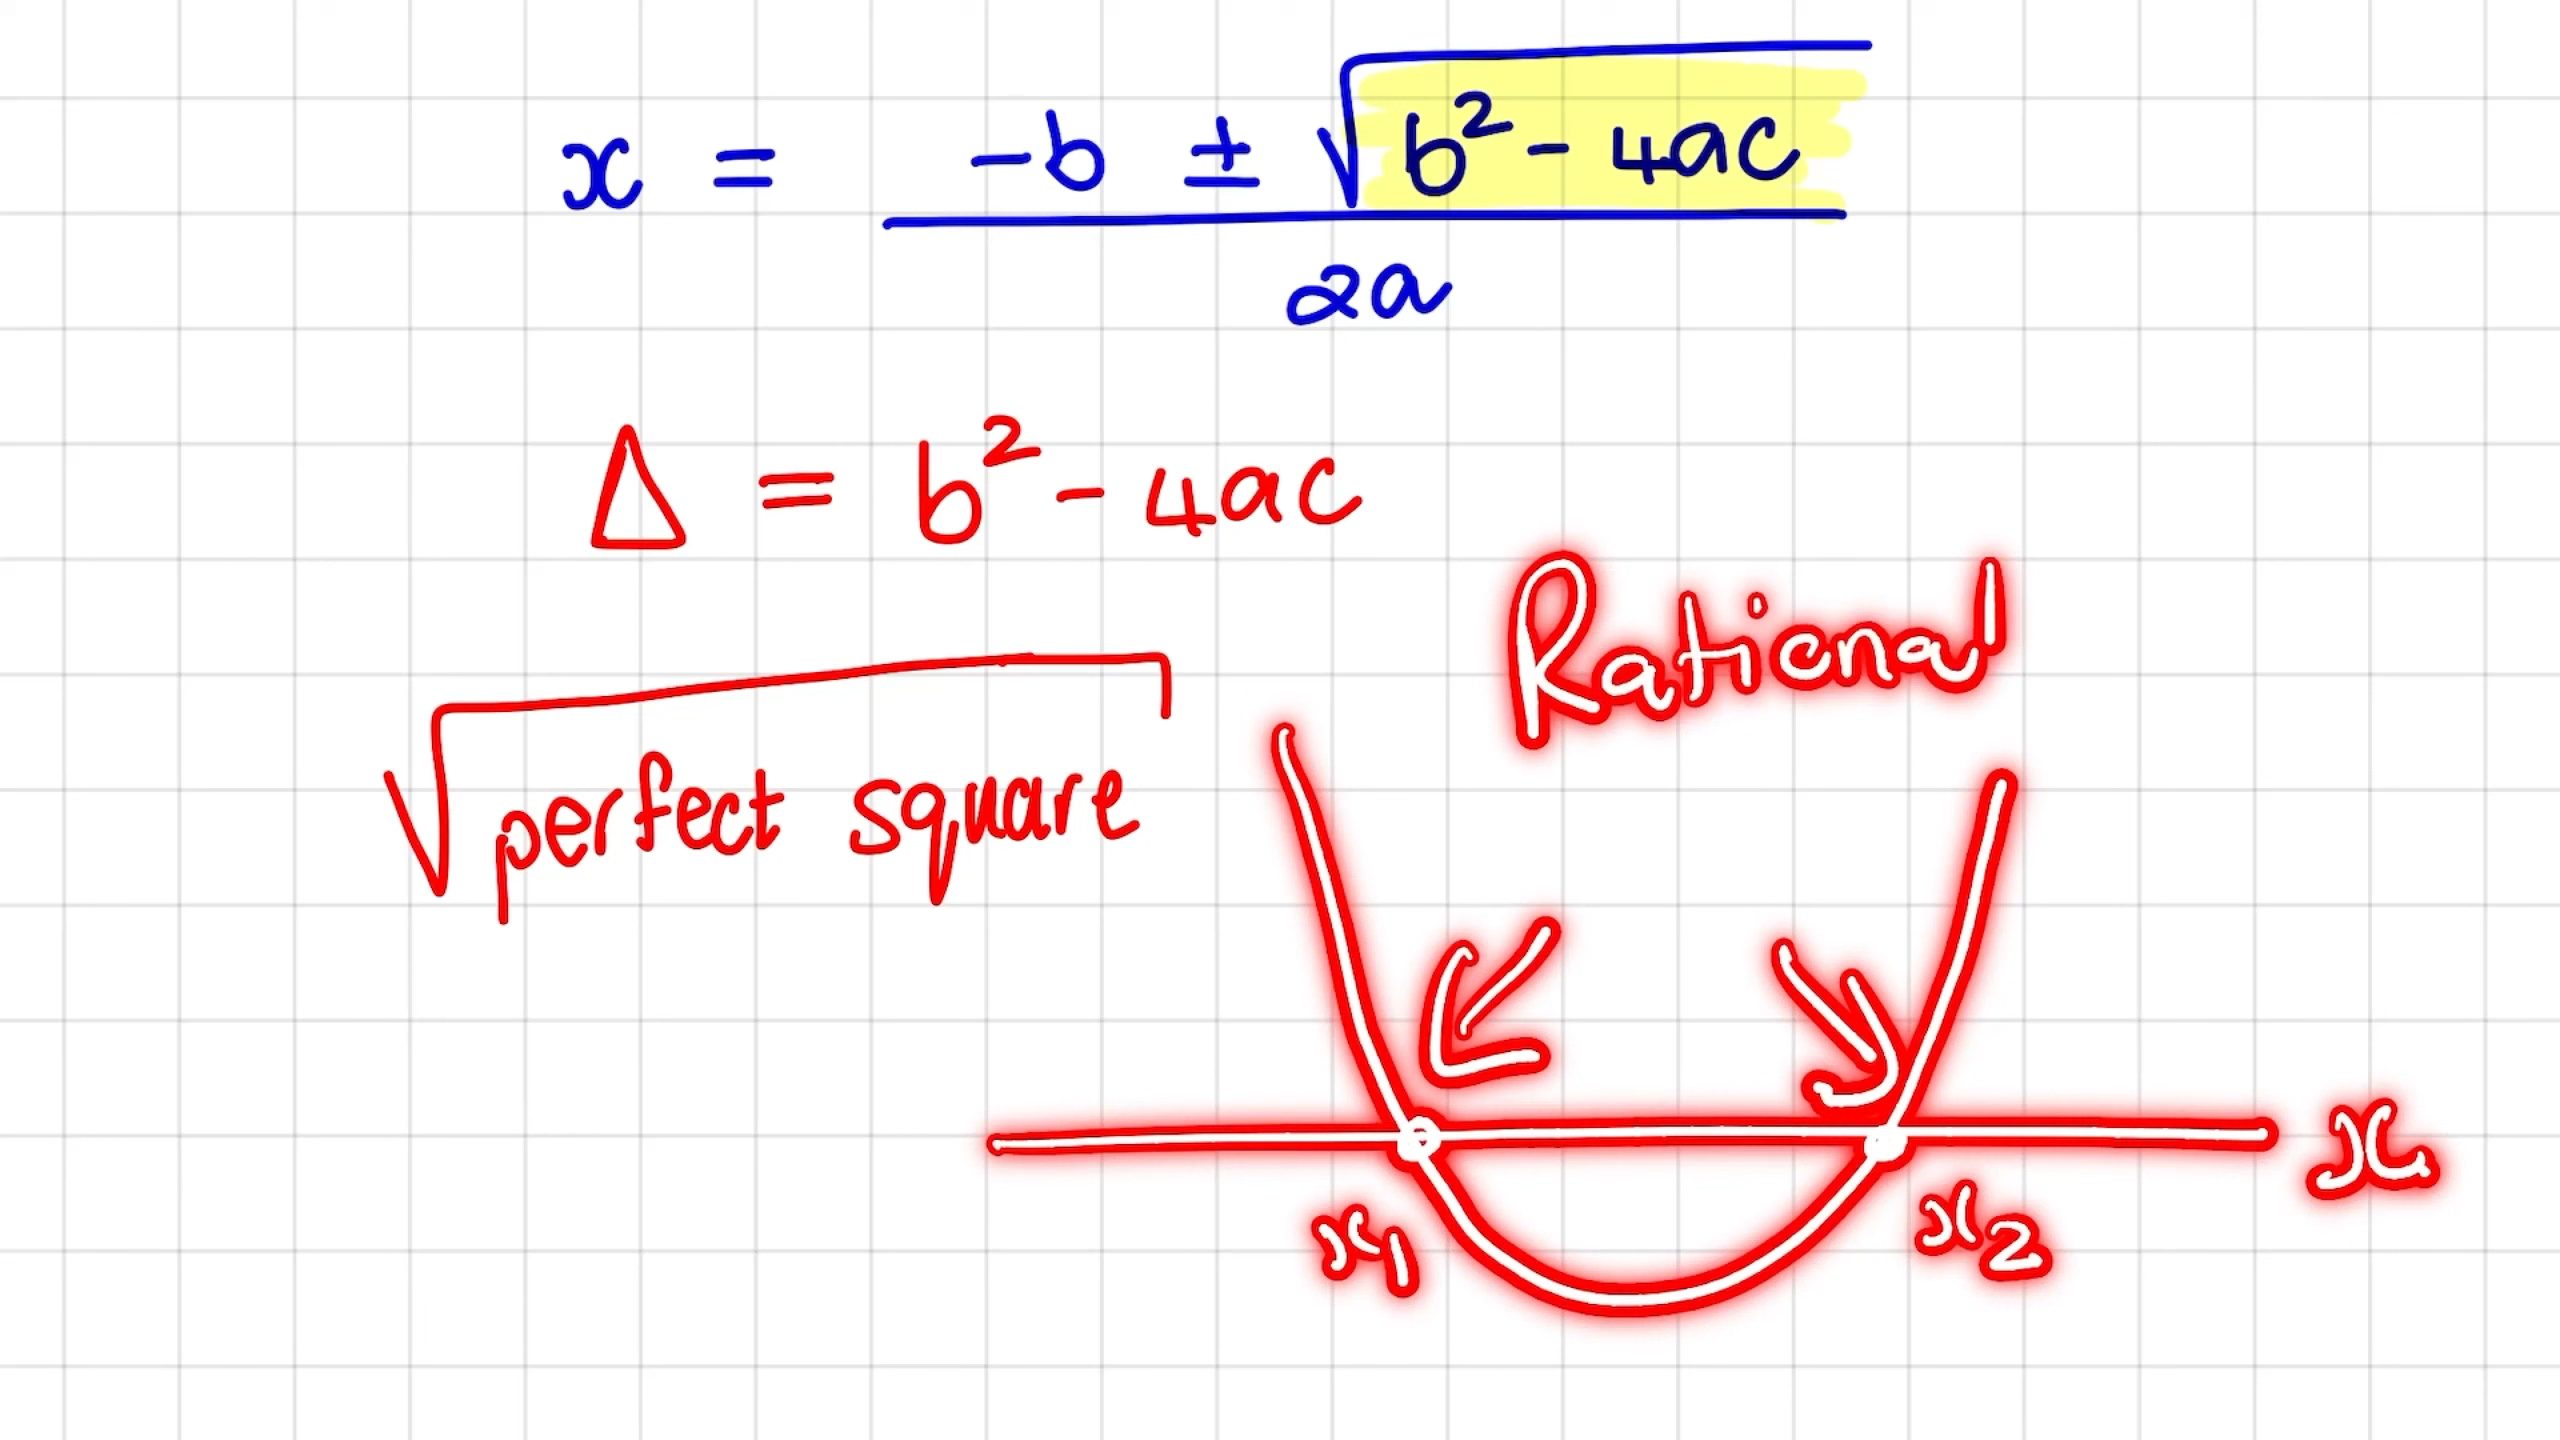 x = -b ± √b² - 4ac
2a
Δ = b² - 4ac
Rational
√perfect square
x
x₁ x₂